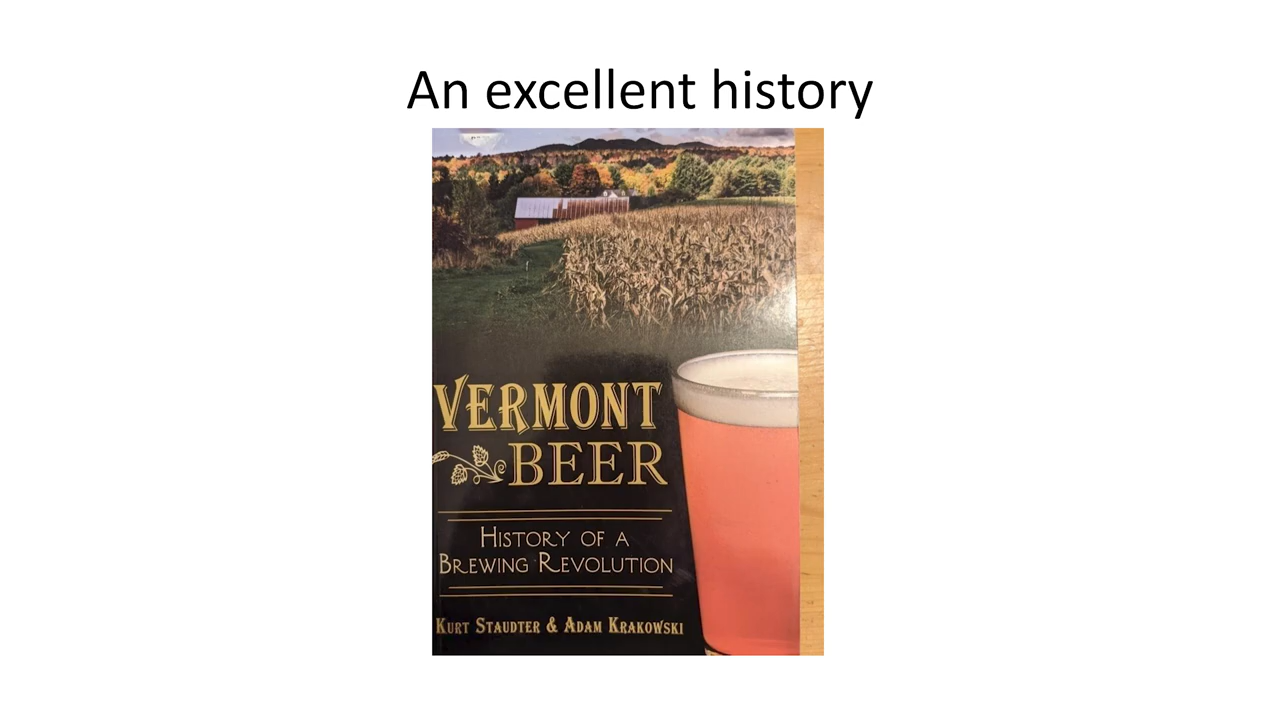 An excellent history
VERMONT
BEER
HISTORY OF A
BREWING REVOLUTION
KURT STAUDTER & ADAM KRAKOWSKI